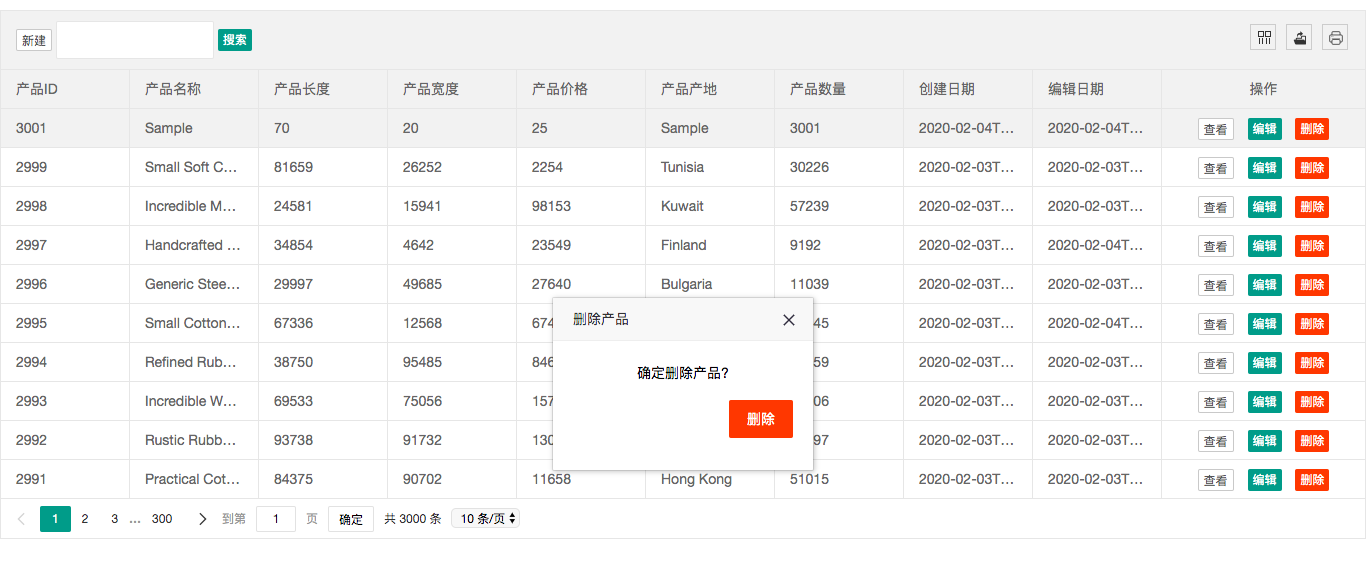 新建 搜索
产品ID 产品名称 产品长度 产品宽度 产品价格 产品产地 产品数量 创建日期 编辑日期 操作
3001 Sample 70 20 25 Sample 3001 2020-02-04T... 2020-02-04T... 查看 编辑 删除
2999 Small Soft C... 81659 26252 2254 Tunisia 30226 2020-02-03T... 2020-02-03T... 查看 编辑 删除
2998 Incredible M... 24581 15941 98153 Kuwait 57239 2020-02-03T... 2020-02-03T... 查看 编辑 删除
2997 Handcrafted ... 34854 4642 23549 Finland 9192 2020-02-03T... 2020-02-04T... 查看 编辑 删除
2996 Generic Stee... 29997 49685 27640 Bulgaria 11039 2020-02-03T... 2020-02-03T... 查看 编辑 删除
2995 Small Cotton... 67336 12568 674 45 2020-02-03T... 2020-02-04T... 查看 编辑 删除
删除产品
2994 Refined Rub... 38750 95485 846 59 2020-02-03T... 2020-02-03T... 查看 编辑 删除
确定删除产品?
2993 Incredible W... 69533 75056 157 06 2020-02-03T... 2020-02-03T... 查看 编辑 删除
删除
2992 Rustic Rubb... 93738 91732 130 97 2020-02-03T... 2020-02-03T... 查看 编辑 删除
2991 Practical Cot... 84375 90702 11658 Hong Kong 51015 2020-02-03T... 2020-02-03T... 查看 编辑 删除
1 2 3 ... 300 到第 1 页 确定 共 3000 条 10 条/页